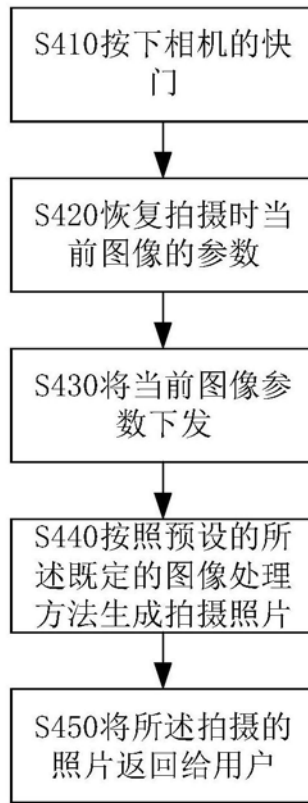 S410按下相机的快
门
S420恢复拍摄时当
前图像的参数
S430将当前图像参
数下发
S440按照预设的所
述既定的图像处理
方法生成拍摄照片
S450将所述拍摄的
照片返回给用户